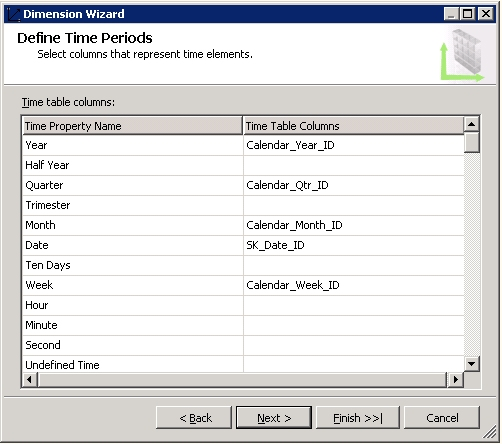 Dimension Wizard
Define Time Periods
Select columns that represent time elements.
Time table columns:
Time Property Name Time Table Columns
Year Calendar_Year_ID
Half Year
Quarter Calendar_Qtr_ID
Trimester
Month Calendar_Month_ID
Date SK_Date_ID
Ten Days
Week Calendar_Week_ID
Hour
Minute
Second
Undefined Time
< Back Next > Finish >>| Cancel